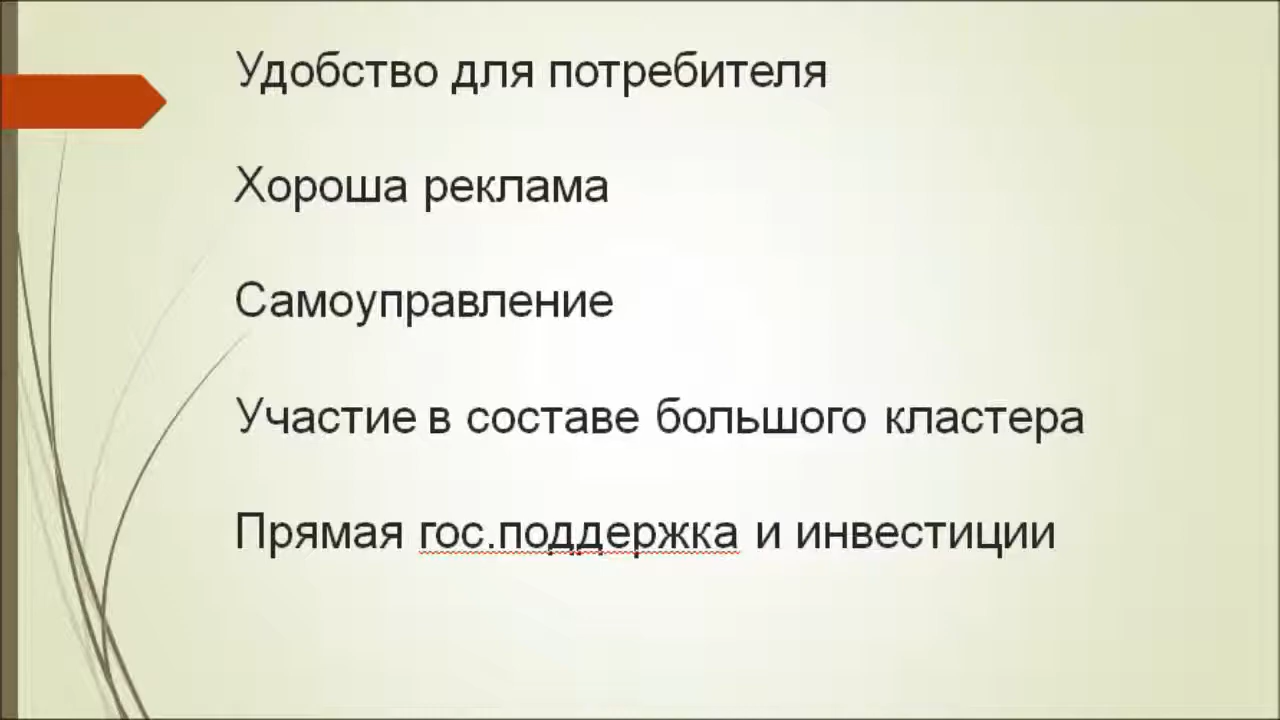 Удобство для потребителя
Хороша реклама
Самоуправление
Участие в составе большого кластера
Прямая гос.поддержка и инвестиции